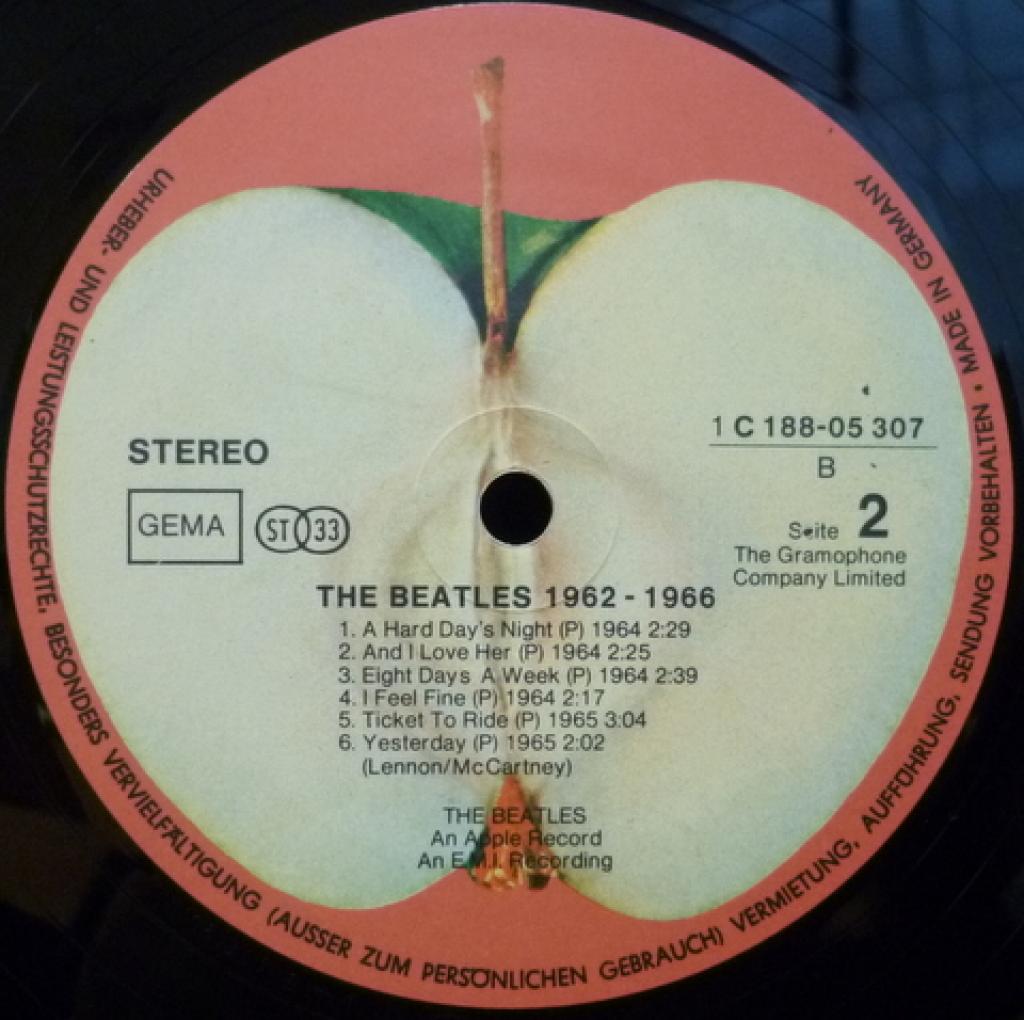 URHEBER- UND LEISTUNGSSCHUTZRECHTE, BESONDERS VERVIELFÄLTIGUNG (AUSSER ZUM PERSÖNLICHEN GEBRAUCH) VERMIETUNG, AUFFÜHRUNG, SENDUNG VORBEHALTEN • MADE IN GERMANY
STEREO
GEMA
ST 33
1 C 188-05 307
B
Seite 2
The Gramophone
Company Limited
THE BEATLES 1962 - 1966
1. A Hard Day's Night (P) 1964 2:29
2. And I Love Her (P) 1964 2:25
3. Eight Days A Week (P) 1964 2:39
4. I Feel Fine (P) 1964 2:17
5. Ticket To Ride (P) 1965 3:04
6. Yesterday (P) 1965 2:02
(Lennon/McCartney)
THE BEATLES
An Apple Record
An E.M.I. Recording